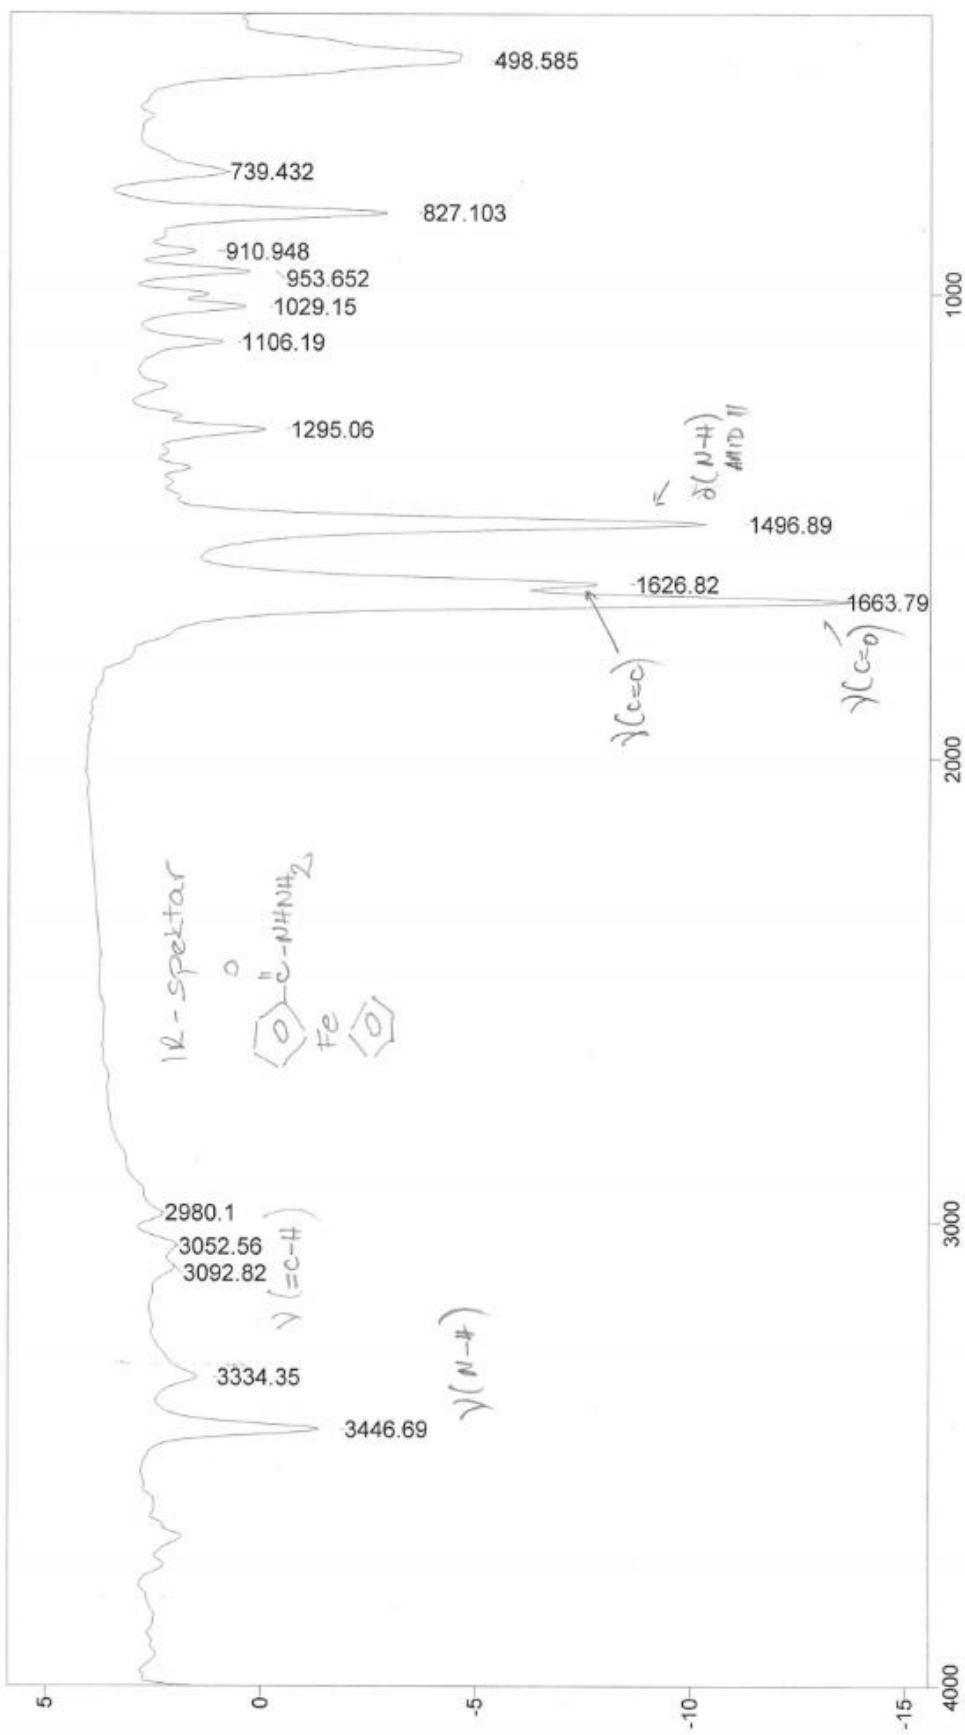 IR-spektar
O
"
C-NHNH2
Fe
3446.69
3334.35
ν(N-H)
3092.82
3052.56
2980.1
ν(=C-H)
1663.79
ν(C=O)
1626.82
ν(C=C)
1496.89
δ(N-H)
AMID II
1295.06
1106.19
1029.15
953.652
910.948
827.103
739.432
498.585
5
0
-5
-10
-15
4000
3000
2000
1000